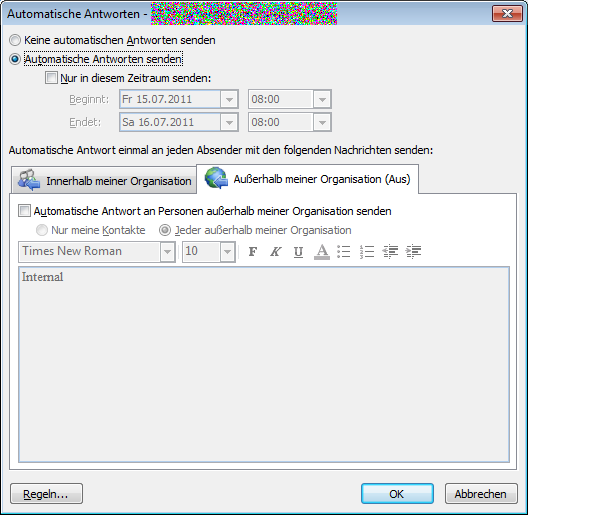 Automatische Antworten -
Keine automatischen Antworten senden
Automatische Antworten senden
Nur in diesem Zeitraum senden:
Beginnt: Fr 15.07.2011 08:00
Endet: Sa 16.07.2011 08:00
Automatische Antwort einmal an jeden Absender mit den folgenden Nachrichten senden:
Innerhalb meiner Organisation Außerhalb meiner Organisation (Aus)
Automatische Antwort an Personen außerhalb meiner Organisation senden
Nur meine Kontakte Jeder außerhalb meiner Organisation
Times New Roman 10 F K U A
Internal
Regeln... OK Abbrechen